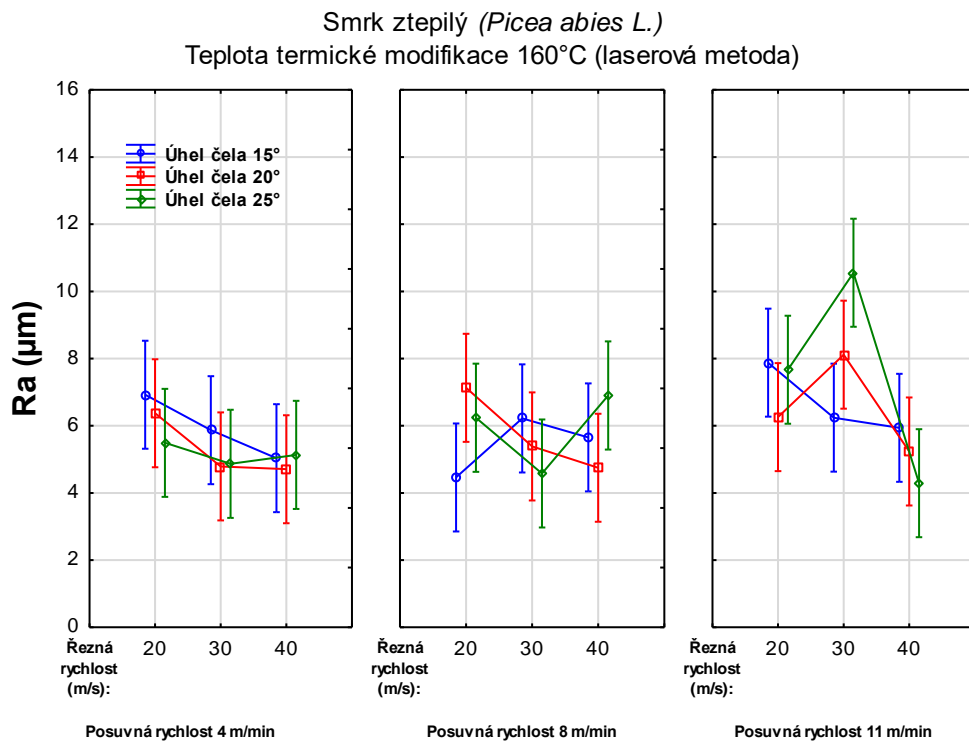 Smrk ztepilý (Picea abies L.)
Teplota termické modifikace 160°C (laserová metoda)
Ra (µm)
16
14
12
10
8
6
4
2
0
Úhel čela 15°
Úhel čela 20°
Úhel čela 25°
Řezná rychlost (m/s):
20 30 40
Řezná rychlost (m/s):
20 30 40
Řezná rychlost (m/s):
20 30 40
Posuvná rychlost 4 m/min
Posuvná rychlost 8 m/min
Posuvná rychlost 11 m/min